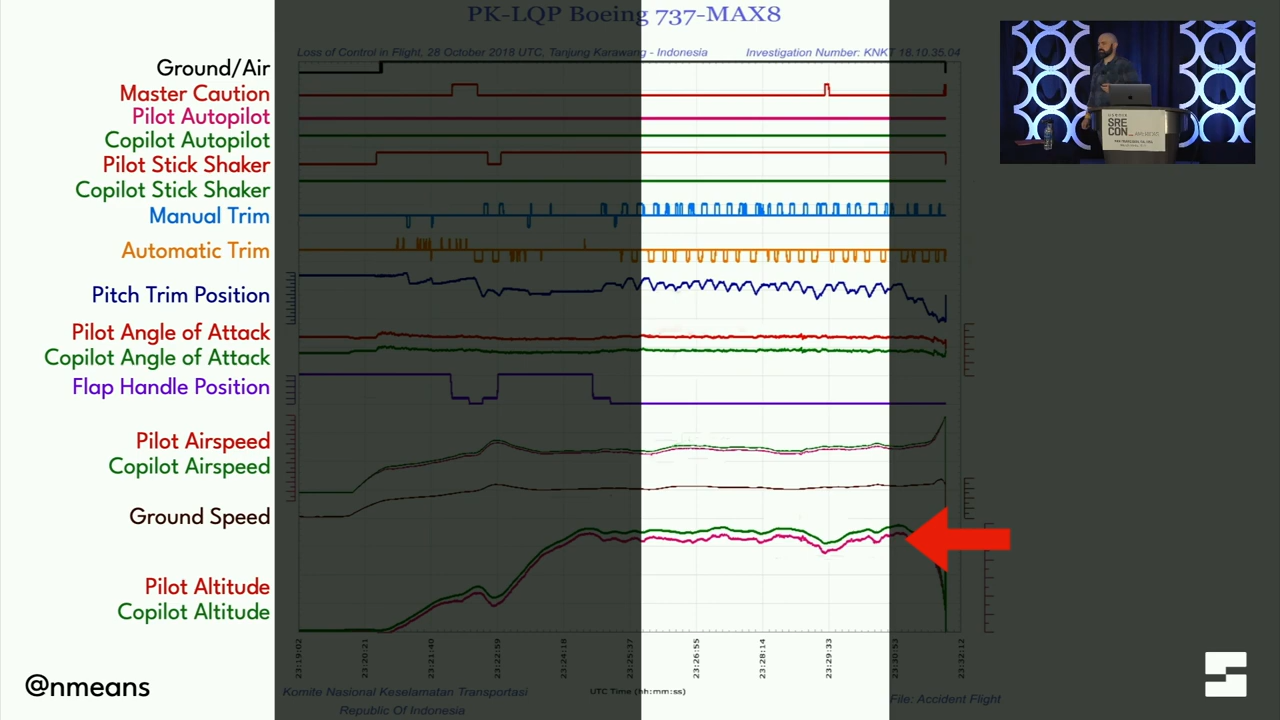 PK-LQP Boeing 737-MAX8
Loss of Control in Flight, 28 October 2018 UTC, Tanjung Karawang - Indonesia
Investigation Number: KNKT 18.10.35.04
Ground/Air
Master Caution
Pilot Autopilot
Copilot Autopilot
Pilot Stick Shaker
Copilot Stick Shaker
Manual Trim
Automatic Trim
Pitch Trim Position
Pilot Angle of Attack
Copilot Angle of Attack
Flap Handle Position
Pilot Airspeed
Copilot Airspeed
Ground Speed
Pilot Altitude
Copilot Altitude
23:19:02
23:20:21
23:21:40
23:22:59
23:24:18
23:25:37
23:26:55
23:28:14
23:29:33
23:30:53
23:32:12
UTC Time (hh:mm:ss)
Komite Nasional Keselamatan Transportasi
Republic Of Indonesia
File: Accident Flight
@nmeans
SRE
CON